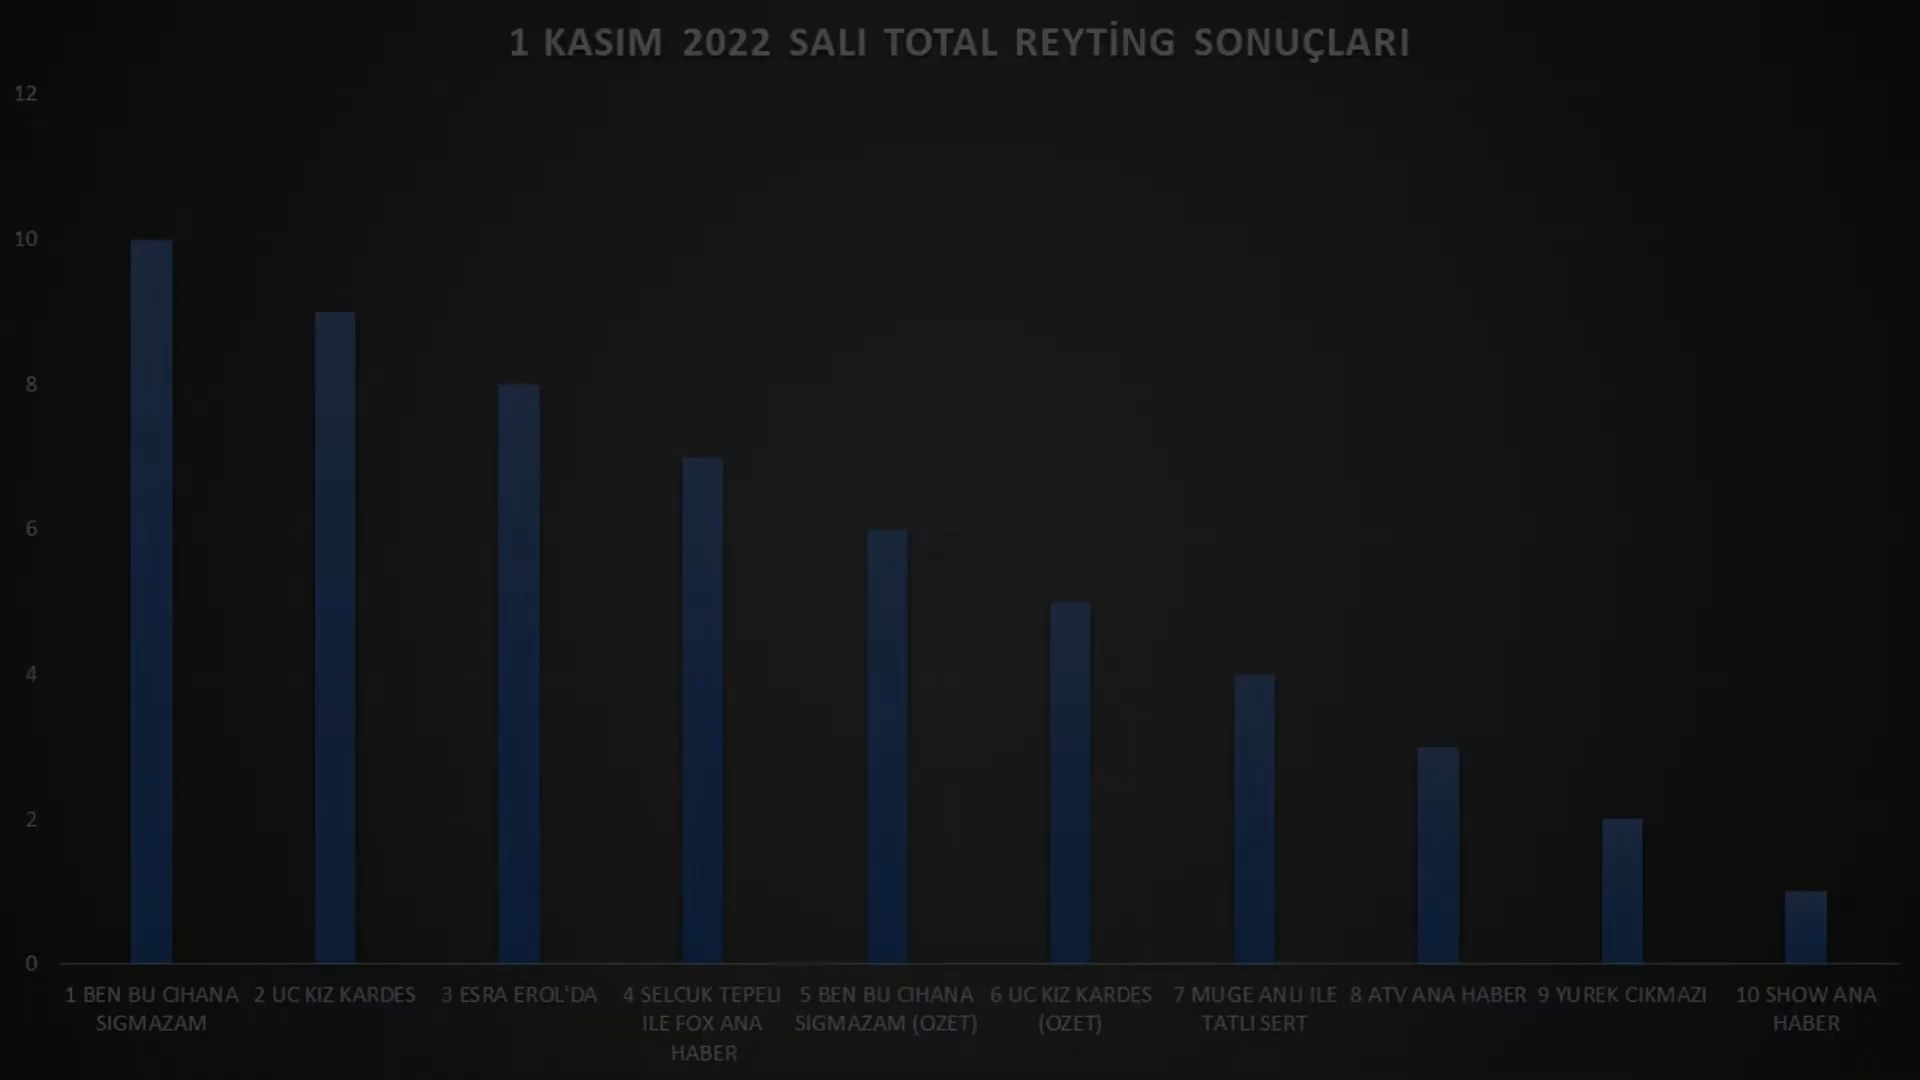 1 KASIM 2022 SALI TOTAL REYTİNG SONUÇLARI
12
10
8
6
4
2
0
1 BEN BU CIHANA
SIGMAZAM
2 UC KIZ KARDES
3 ESRA EROL'DA
4 SELCUK TEPELI
ILE FOX ANA
HABER
5 BEN BU CIHANA
SIGMAZAM (OZET)
6 UC KIZ KARDES
(OZET)
7 MUGE ANLI ILE
TATLI SERT
8 ATV ANA HABER
9 YUREK CIKMAZI
10 SHOW ANA
HABER